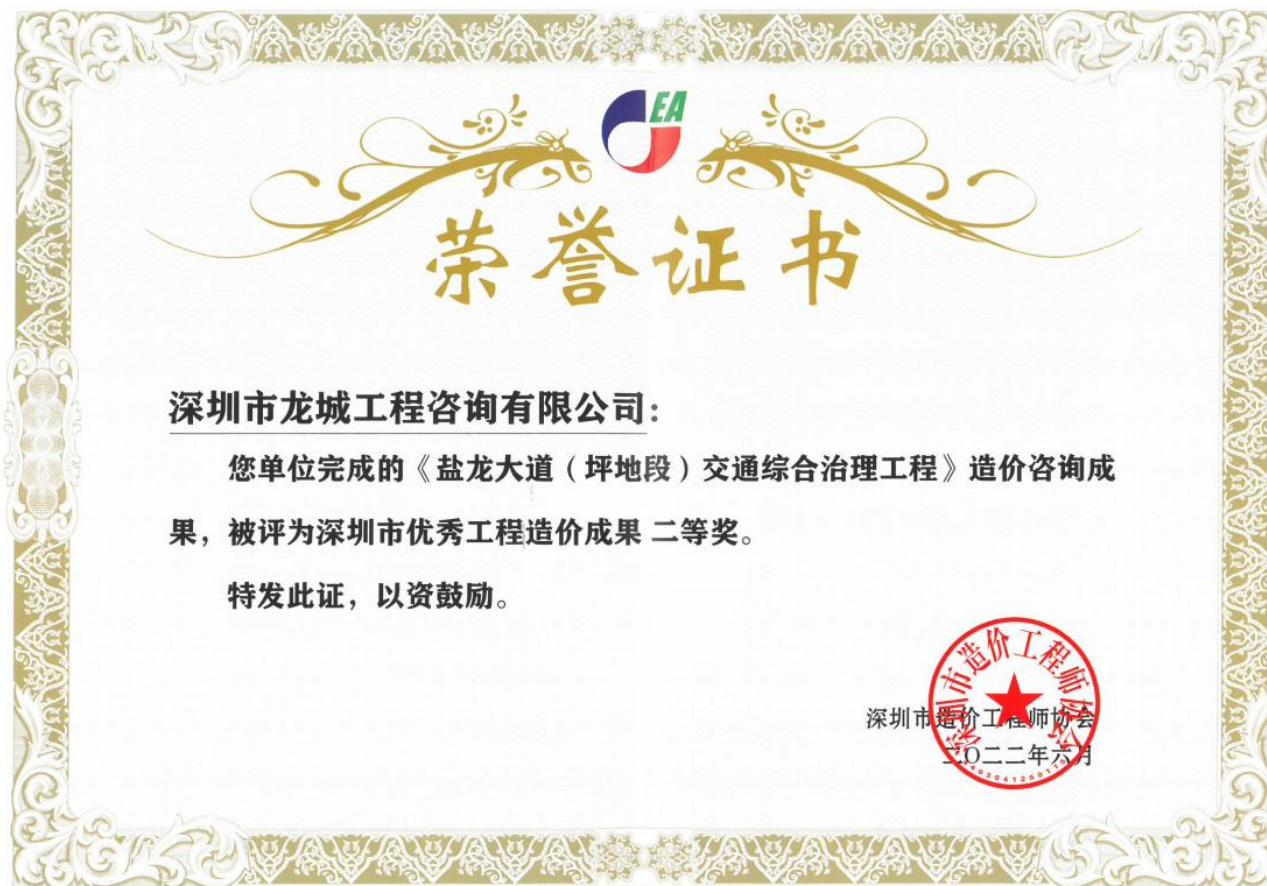 EA
荣誉证书
深圳市龙城工程咨询有限公司：
您单位完成的《盐龙大道（坪地段）交通综合治理工程》造价咨询成
果，被评为深圳市优秀工程造价成果 二等奖。
特发此证，以资鼓励。
深圳市造价工程师协会
深圳市造价工程师协会
二〇二二年六月